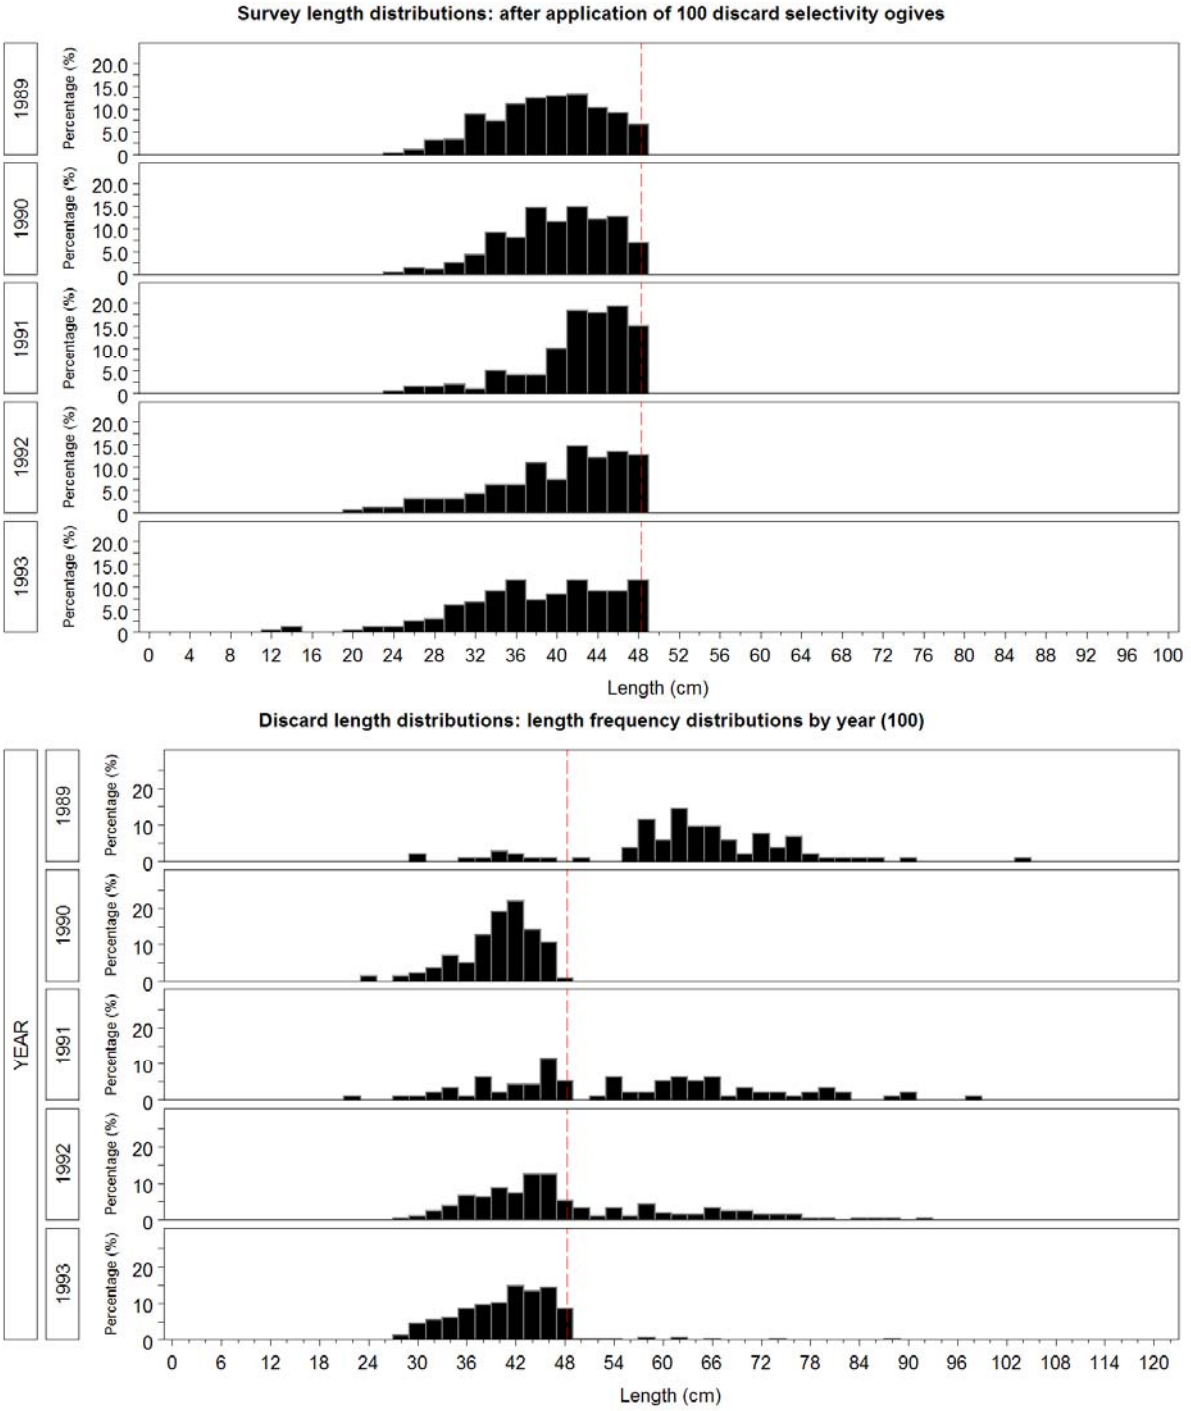 Survey length distributions: after application of 100 discard selectivity ogives
1989
Percentage (%)
20.0
15.0
10.0
5.0
0
1990
Percentage (%)
20.0
15.0
10.0
5.0
0
1991
Percentage (%)
20.0
15.0
10.0
5.0
0
1992
Percentage (%)
20.0
15.0
10.0
5.0
0
1993
Percentage (%)
20.0
15.0
10.0
5.0
0
0 4 8 12 16 20 24 28 32 36 40 44 48 52 56 60 64 68 72 76 80 84 88 92 96 100
Length (cm)
Discard length distributions: length frequency distributions by year (100)
YEAR
1989
Percentage (%)
20
10
0
1990
Percentage (%)
20
10
0
1991
Percentage (%)
20
10
0
1992
Percentage (%)
20
10
0
1993
Percentage (%)
20
10
0
0 6 12 18 24 30 36 42 48 54 60 66 72 78 84 90 96 102 108 114 120
Length (cm)